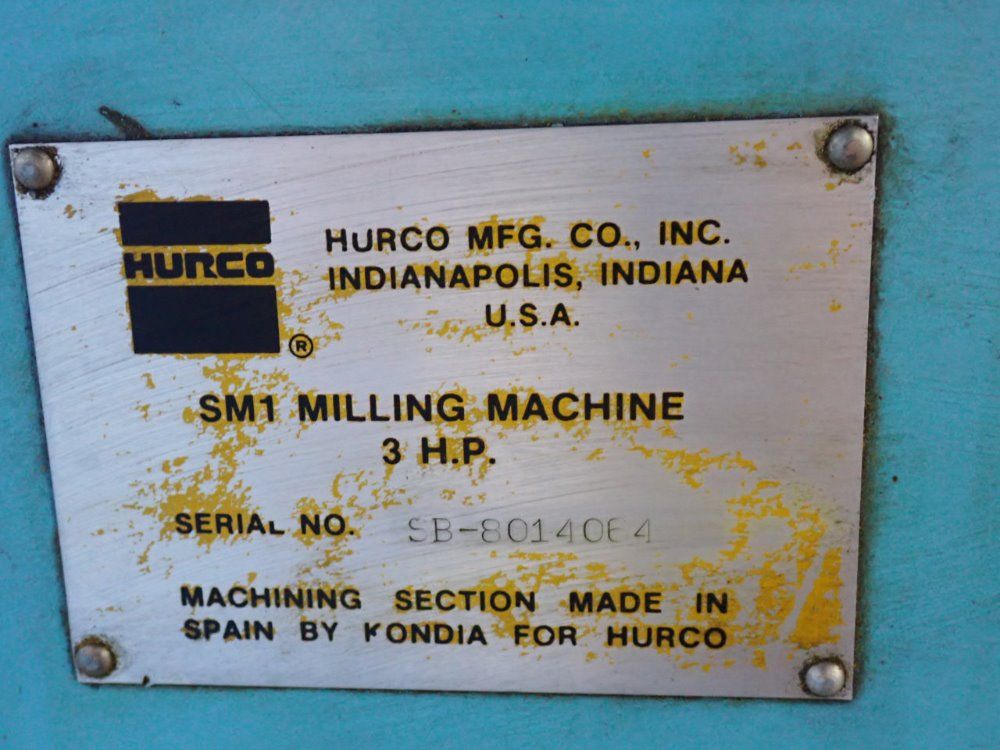 HURCO
®
HURCO MFG. CO., INC.
INDIANAPOLIS, INDIANA
U.S.A.
SM1 MILLING MACHINE
3 H.P.
SERIAL NO. SB-8014064
MACHINING SECTION MADE IN
SPAIN BY KONDIA FOR HURCO